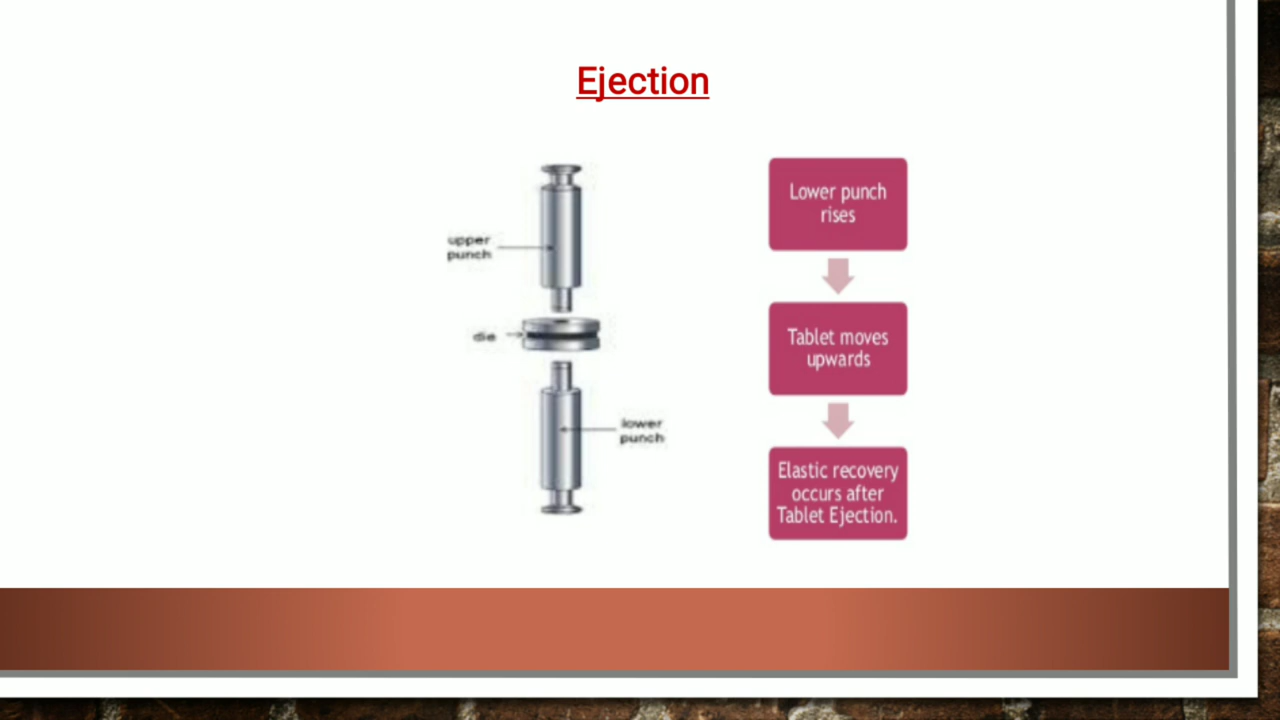 Ejection
upper
punch
die
lower
punch
Lower punch
rises
Tablet moves
upwards
Elastic recovery
occurs after
Tablet Ejection.